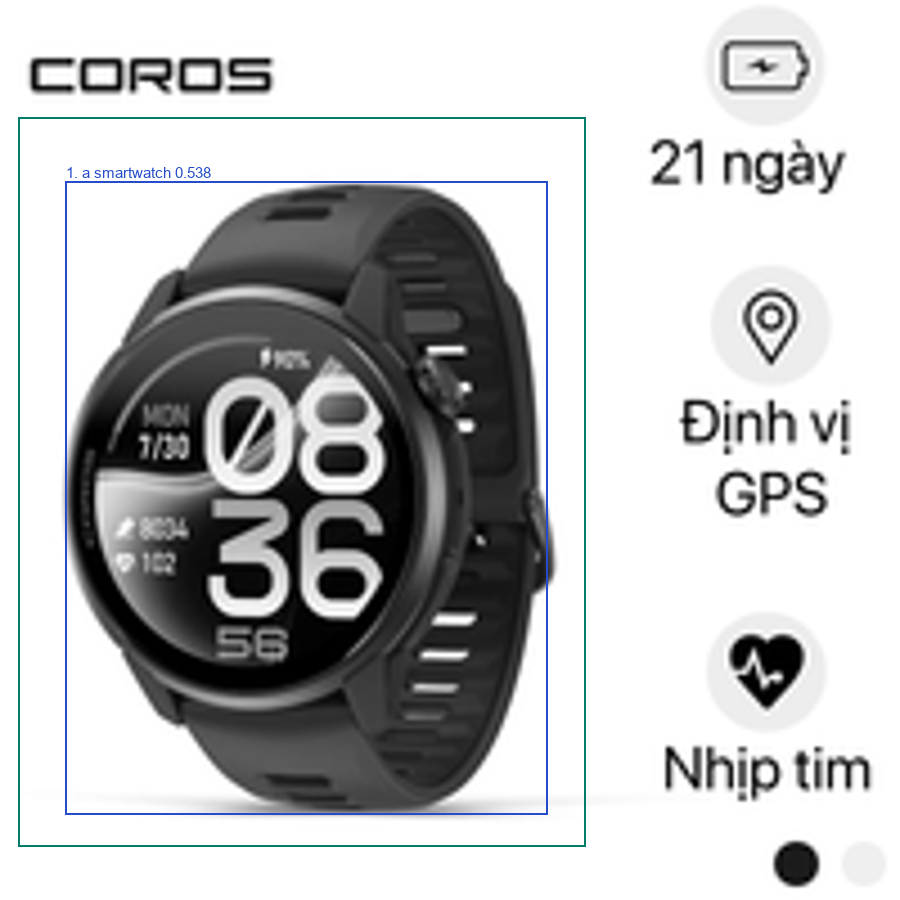 COROS
1. a smartwatch 0.538
21 ngày
90%
MON
7/30
08
8034
36
102
56
Định vị
GPS
Nhịp tim